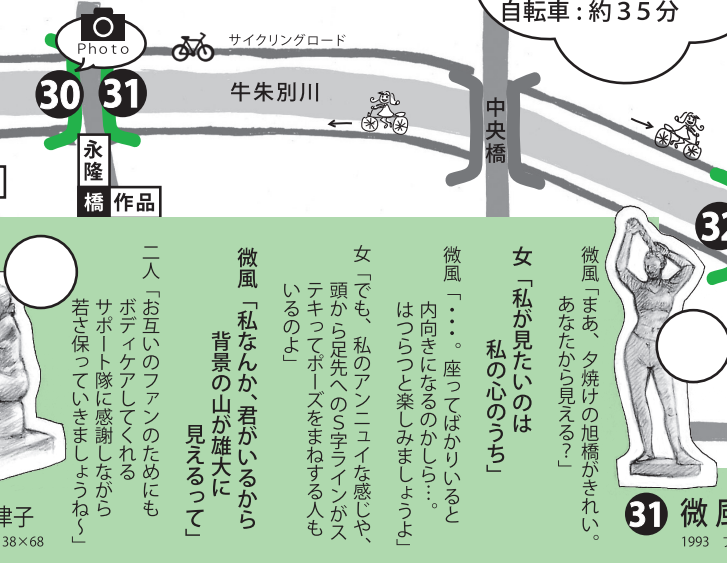 自転車：約３５分
Photo
サイクリングロード
30
31
牛朱別川
中央橋
永隆橋
作品
32
微風「まあ、夕焼けの旭橋がきれい。
あなたから見える？」
女「私が見たいのは
私の心のうち」
微風「・・・。座ってばかりいると
内向きになるのかしら…。
はつらつと楽しみましょうよ」
女「でも、私のアンニュイな感じや、
頭から足先へのＳ字ラインがス
テキってポーズをまねする人も
いるのよ」
微風「私なんか、君がいるから
背景の山が雄大に
見えるって」
二人「お互いのファンのためにも
ボディケアしてくれる
サポート隊に感謝しながら
若さ保っていきましょうね〜」
31 微風
1993
津子
38×68